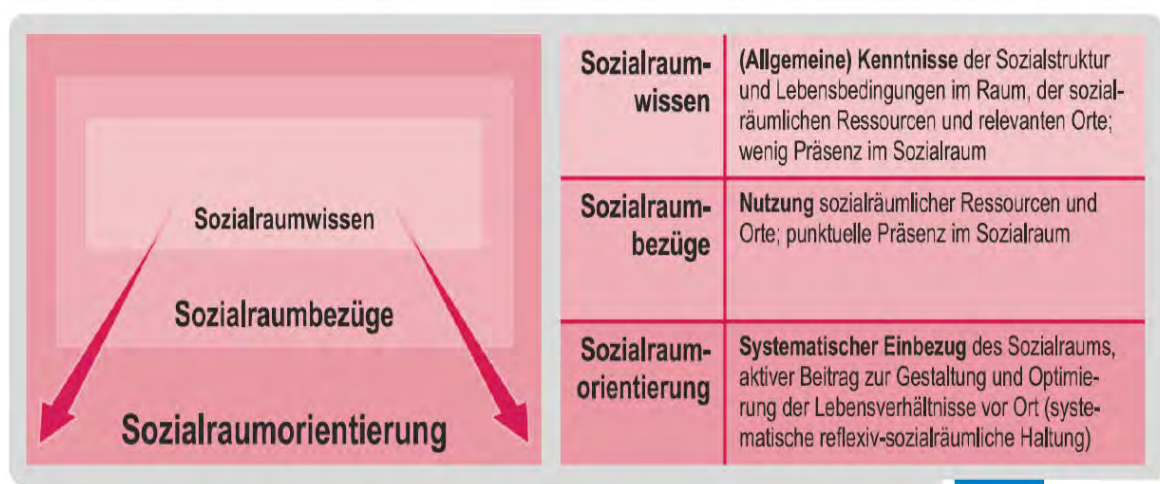 Sozialraumwissen
Sozialraumbezüge
Sozialraumorientierung
Sozialraum-
wissen
(Allgemeine) Kenntnisse der Sozialstruktur
und Lebensbedingungen im Raum, der sozial-
räumlichen Ressourcen und relevanten Orte;
wenig Präsenz im Sozialraum
Sozialraum-
bezüge
Nutzung sozialräumlicher Ressourcen und
Orte; punktuelle Präsenz im Sozialraum
Sozialraum-
orientierung
Systematischer Einbezug des Sozialraums,
aktiver Beitrag zur Gestaltung und Optimie-
rung der Lebensverhältnisse vor Ort (syste-
matische reflexiv-sozialräumliche Haltung)